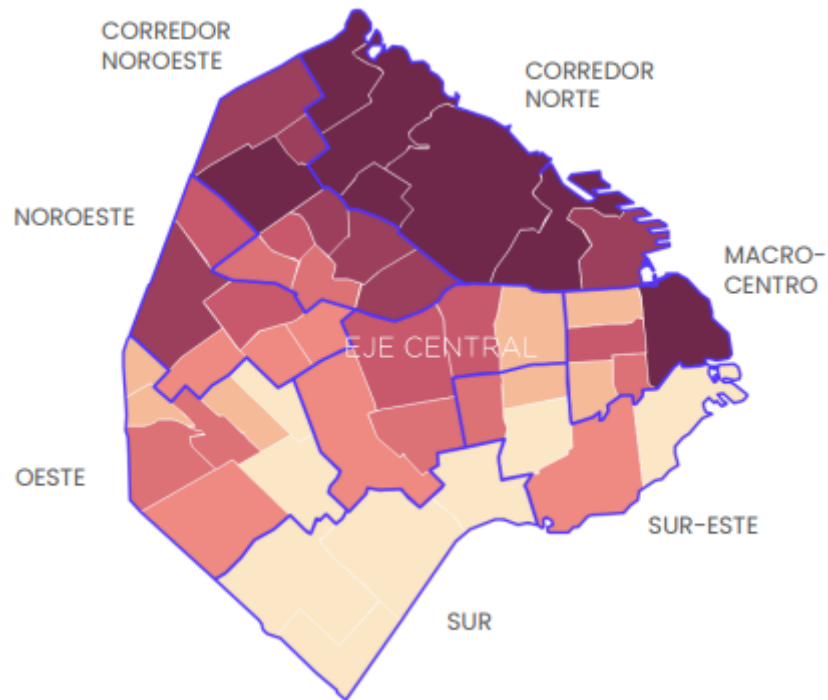 CORREDOR
NOROESTE
CORREDOR
NORTE
NOROESTE
MACRO-
CENTRO
EJE CENTRAL
OESTE
SUR-ESTE
SUR